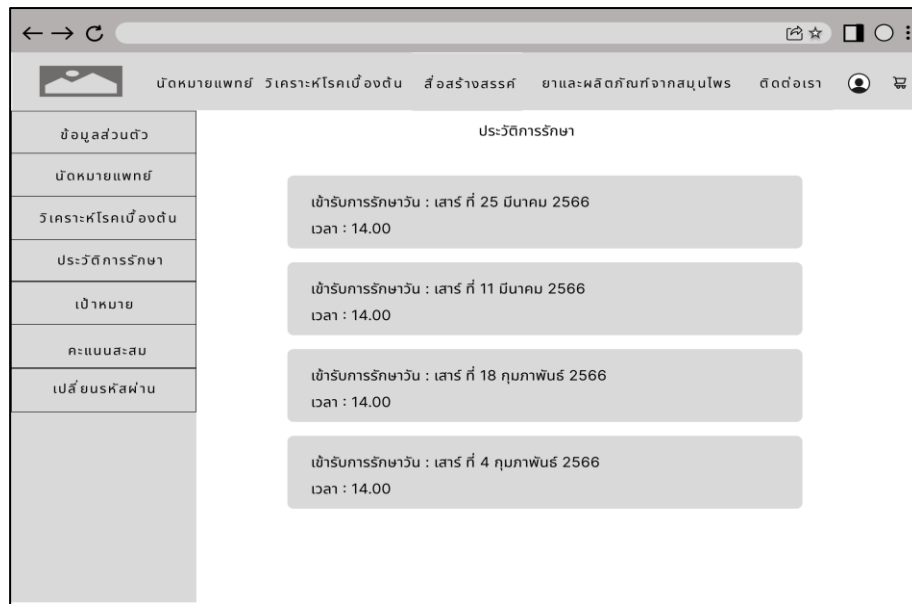 นัดหมายแพทย์ วิเคราะห์โรคเบื้องต้น สื่อสร้างสรรค์ ยาและผลิตภัณฑ์จากสมุนไพร ติดต่อเรา
ข้อมูลส่วนตัว
นัดหมายแพทย์
วิเคราะห์โรคเบื้องต้น
ประวัติการรักษา
เป้าหมาย
คะแนนสะสม
เปลี่ยนรหัสผ่าน
ประวัติการรักษา
เข้ารับการรักษาวัน : เสาร์ ที่ 25 มีนาคม 2566
เวลา : 14.00
เข้ารับการรักษาวัน : เสาร์ ที่ 11 มีนาคม 2566
เวลา : 14.00
เข้ารับการรักษาวัน : เสาร์ ที่ 18 กุมภาพันธ์ 2566
เวลา : 14.00
เข้ารับการรักษาวัน : เสาร์ ที่ 4 กุมภาพันธ์ 2566
เวลา : 14.00